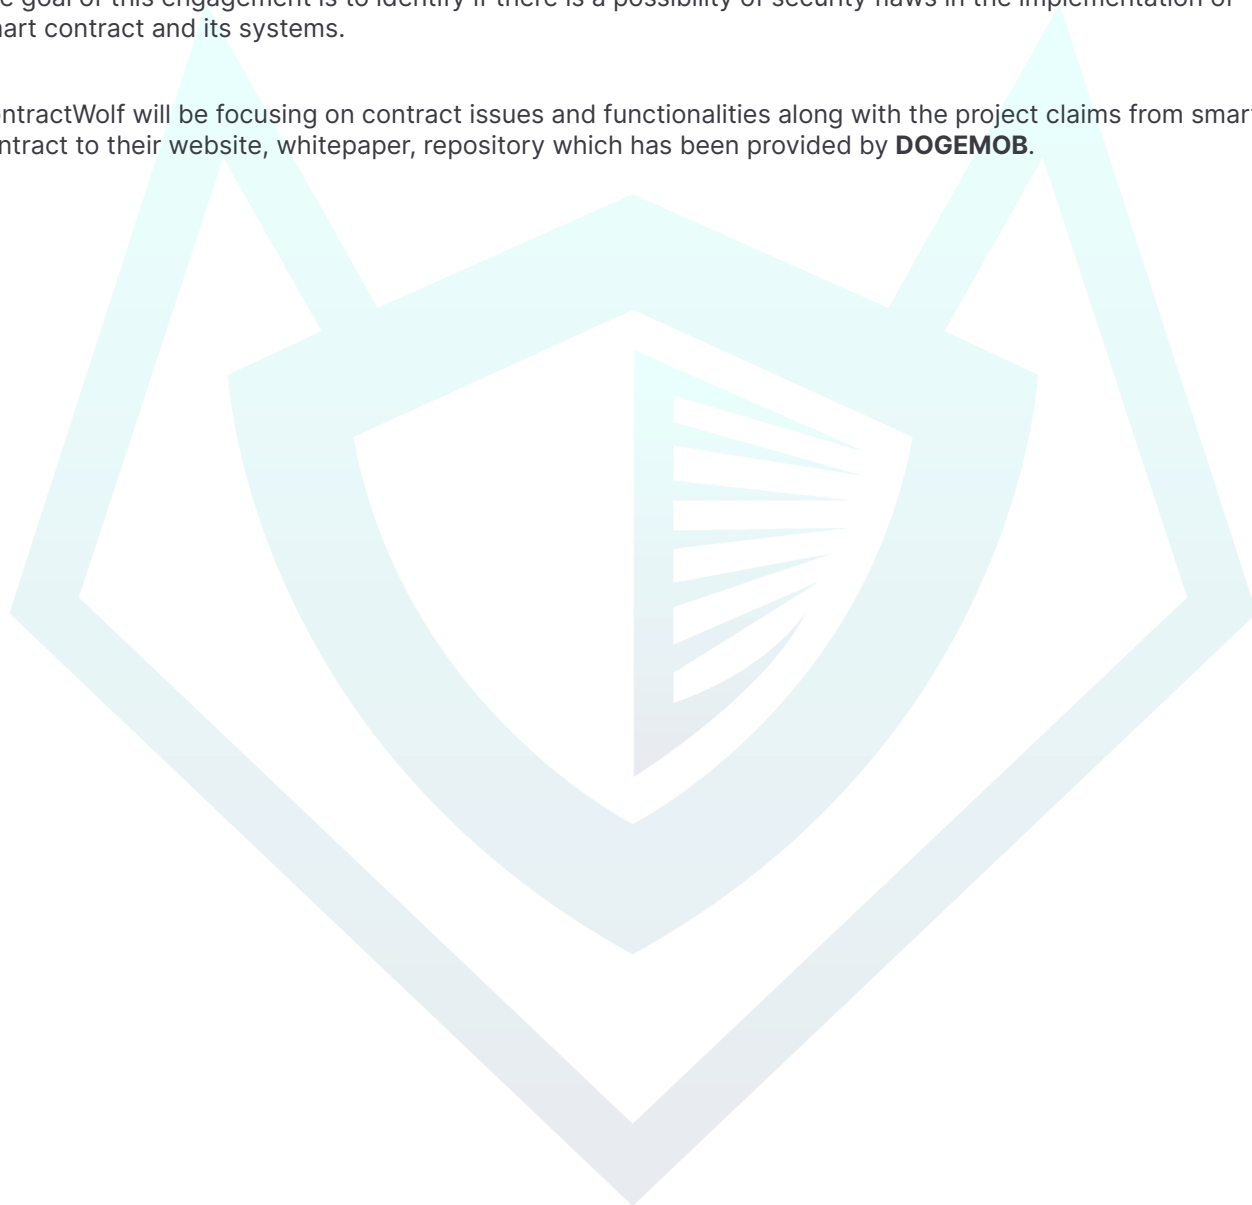 goal of this engagement is to identify if there is a possibility of security flaws in the implementation of
art contract and its systems.
ntractWolf will be focusing on contract issues and functionalities along with the project claims from smar
ntract to their website, whitepaper, repository which has been provided by DOGEMOB.